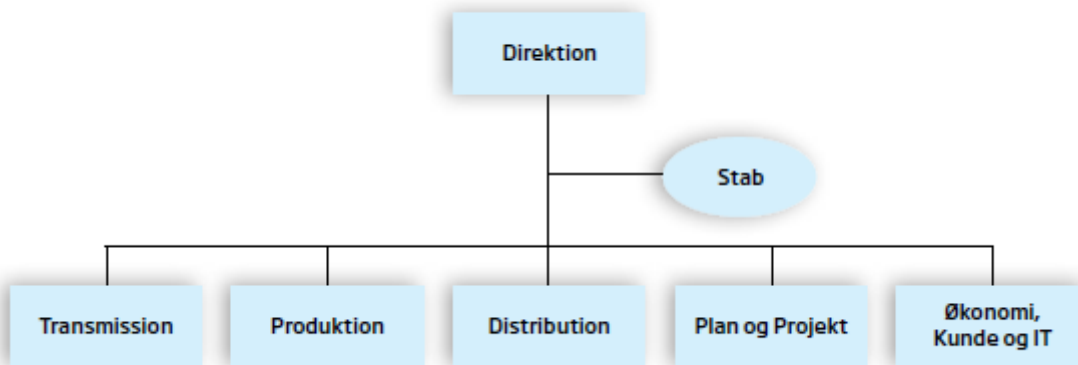 Direktion
Stab
Transmission
Produktion
Distribution
Plan og Projekt
Økonomi,
Kunde og IT